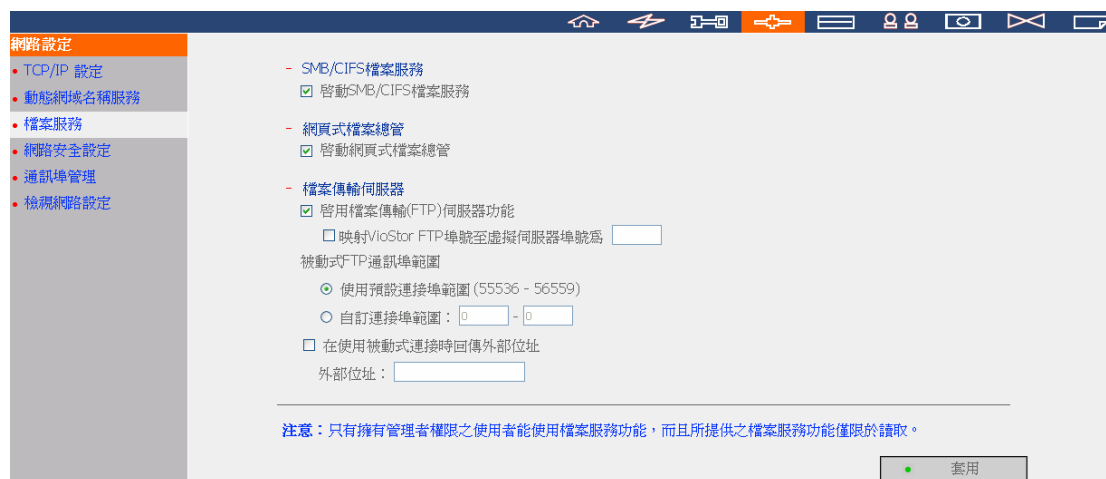 網路設定
TCP/IP 設定
動態網域名稱服務
檔案服務
網路安全設定
通訊埠管理
檢視網路設定
- SMB/CIFS檔案服務
啓動SMB/CIFS檔案服務
- 網頁式檔案總管
啓動網頁式檔案總管
- 檔案傳輸伺服器
啓用檔案傳輸(FTP)伺服器功能
映射VioStor FTP埠號至虛擬伺服器埠號爲
被動式FTP通訊埠範圍
使用預設連接埠範圍(55536 - 56559)
自訂連接埠範圍： 0 - 0
在使用被動式連接時回傳外部位址
外部位址：
注意：只有擁有管理者權限之使用者能使用檔案服務功能，而且所提供之檔案服務功能僅限於讀取。
套用